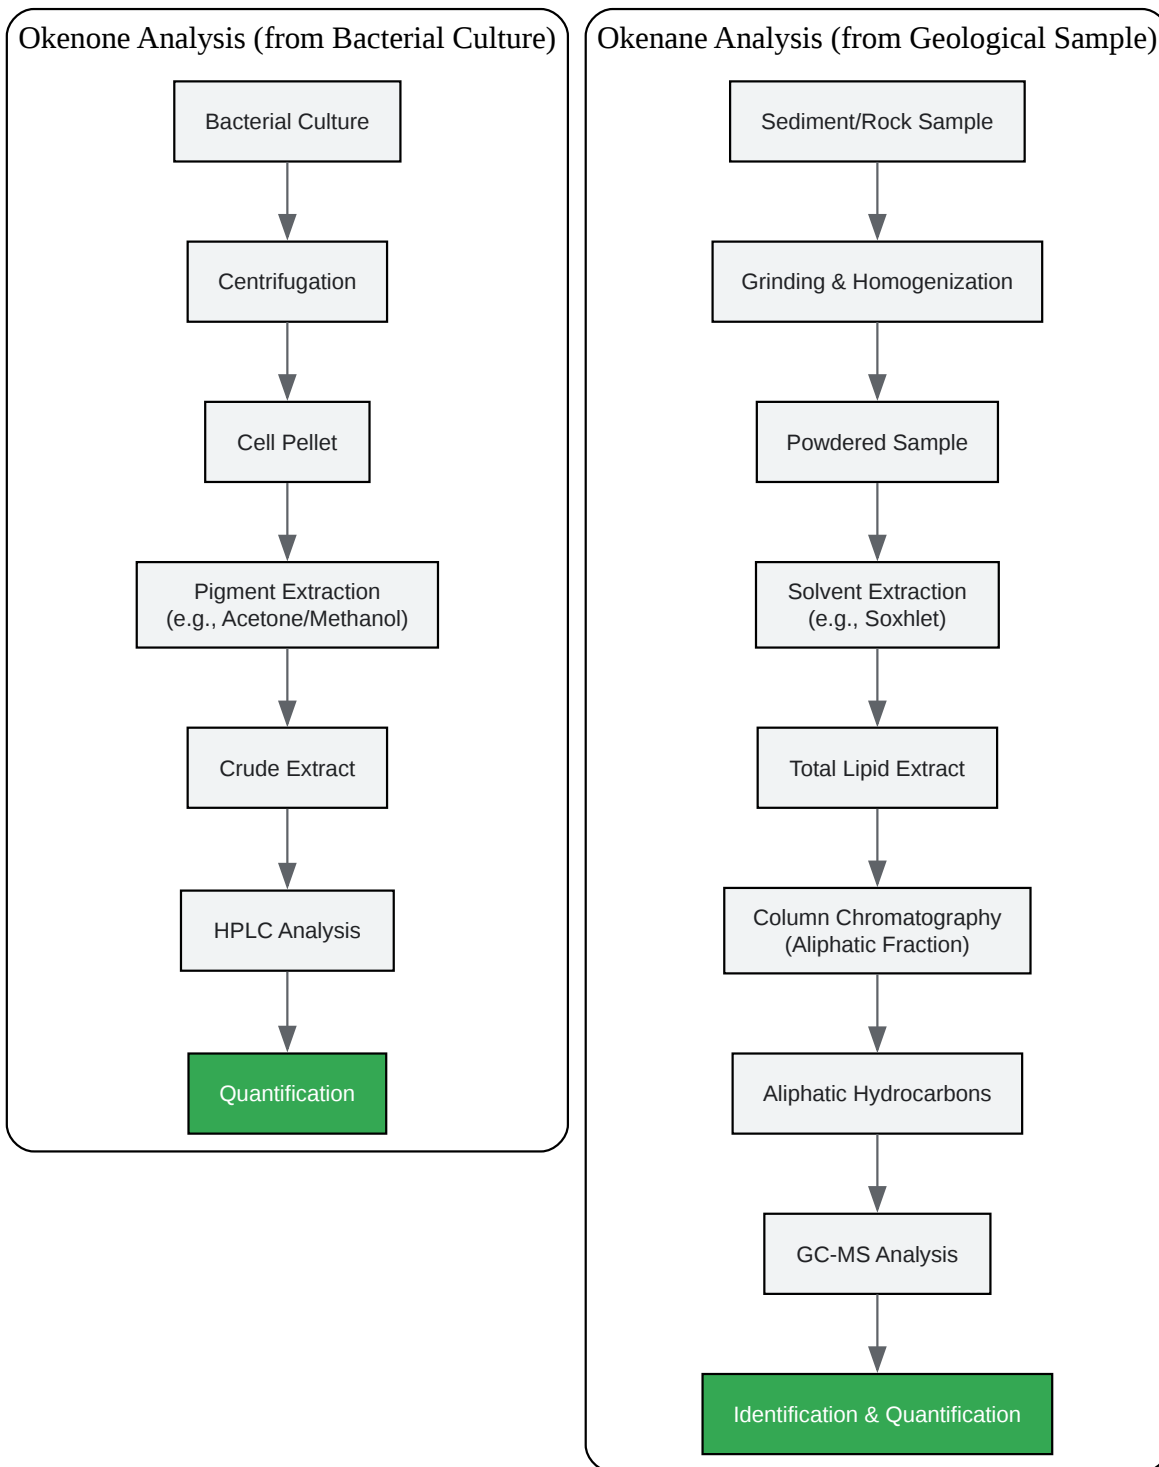 Okenone Analysis (from Bacterial Culture)
Bacterial Culture
Centrifugation
Cell Pellet
Pigment Extraction
(e.g., Acetone/Methanol)
Crude Extract
HPLC Analysis
Quantification
Okenane Analysis (from Geological Sample)
Sediment/Rock Sample
Grinding & Homogenization
Powdered Sample
Solvent Extraction
(e.g., Soxhlet)
Total Lipid Extract
Column Chromatography
(Aliphatic Fraction)
Aliphatic Hydrocarbons
GC-MS Analysis
Identification & Quantification